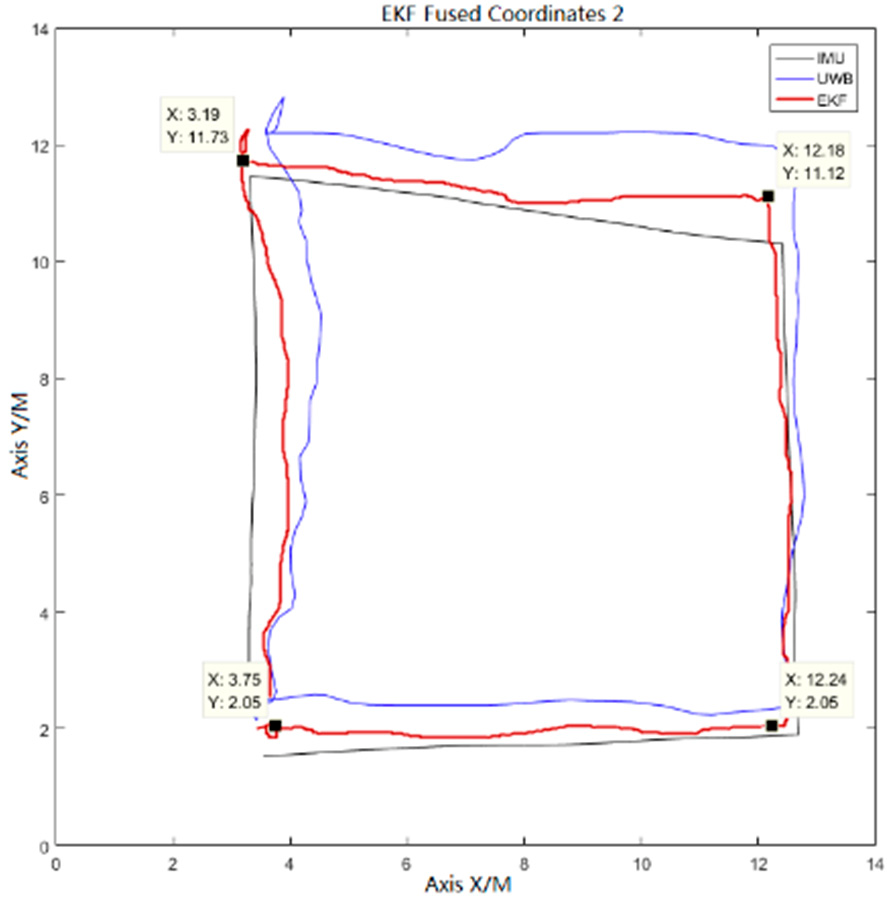 EKF Fused Coordinates 2
14
12
10
8
6
4
2
0
Axis Y/M
IMU
UWB
EKF
X: 3.19
Y: 11.73
X: 12.18
Y: 11.12
X: 3.75
Y: 2.05
X: 12.24
Y: 2.05
0 2 4 6 8 10 12 14
Axis X/M